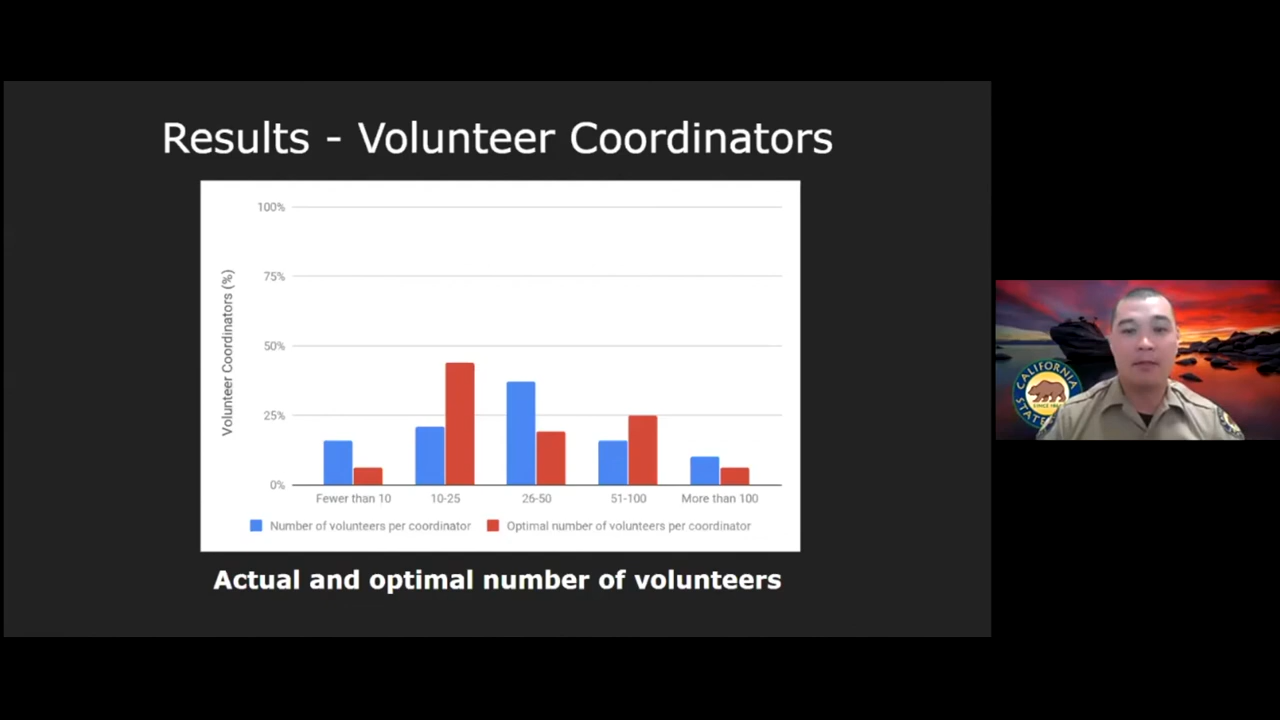 Results - Volunteer Coordinators
100%
75%
50%
25%
0%
Volunteer Coordinators (%)
Fewer than 10 10-25 26-50 51-100 More than 100
Number of volunteers per coordinator Optimal number of volunteers per coordinator
Actual and optimal number of volunteers
CALIFORNIA
STATE
SINCE